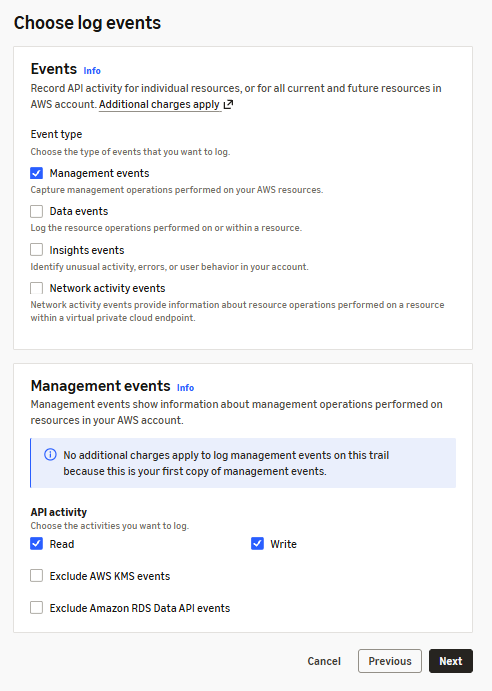 Choose log events
Events Info
Record API activity for individual resources, or for all current and future resources in
AWS account. Additional charges apply
Event type
Choose the type of events that you want to log.
Management events
Capture management operations performed on your AWS resources.
Data events
Log the resource operations performed on or within a resource.
Insights events
Identify unusual activity, errors, or user behavior in your account.
Network activity events
Network activity events provide information about resource operations performed on a resource
within a virtual private cloud endpoint.
Management events Info
Management events show information about management operations performed on
resources in your AWS account.
No additional charges apply to log management events on this trail
because this is your first copy of management events.
API activity
Choose the activities you want to log.
Read Write
Exclude AWS KMS events
Exclude Amazon RDS Data API events
Cancel Previous Next